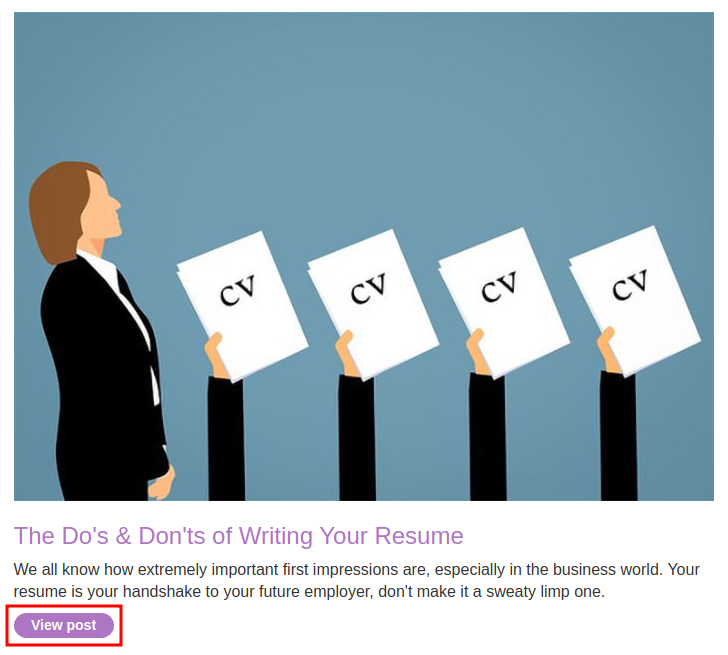 CV CV CV CV
The Do's & Don'ts of Writing Your Resume
We all know how extremely important first impressions are, especially in the business world. Your
resume is your handshake to your future employer, don't make it a sweaty limp one.
View post